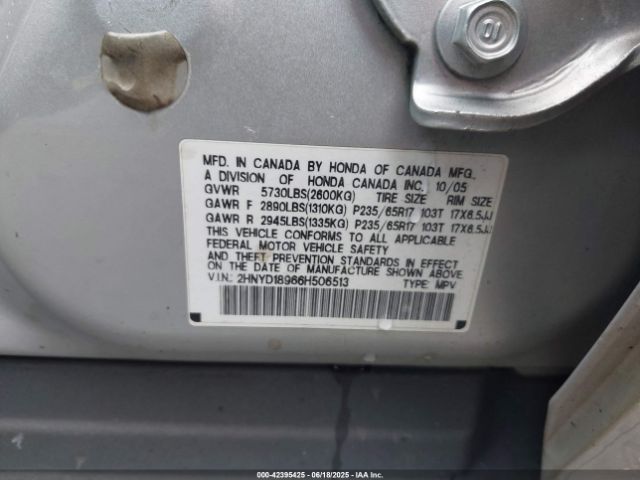 01
MFD. IN CANADA BY HONDA OF CANADA MFG.
A DIVISION OF HONDA CANADA INC. 10/05
GVWR 5730LBS(2600KG) TIRE SIZE RIM SIZE
GAWR F 2890LBS(1310KG) P235/65R17 103T 17X6.5JJ
GAWR R 2945LBS(1335KG) P235/65R17 103T 17X6.5JJ
THIS VEHICLE CONFORMS TO ALL APPLICABLE
FEDERAL MOTOR VEHICLE SAFETY
AND THEFT PREVENTION STANDARDS IN EFFECT
ON THE DATE OF MANUFACTURE SHOWN ABOVE.
V.I.N.: 2HNYD18966H506513 TYPE: MPV
000-42395425 - 06/18/2025 - IAA Inc.